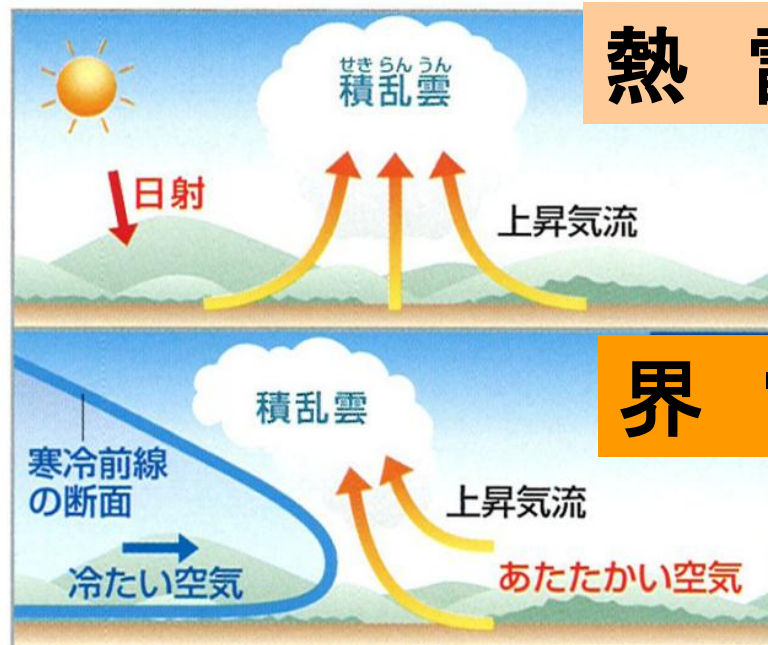 熱
せきらんうん
積乱雲
日射
上昇気流
界
積乱雲
寒冷前線
の断面
上昇気流
冷たい空気
あたたかい空気